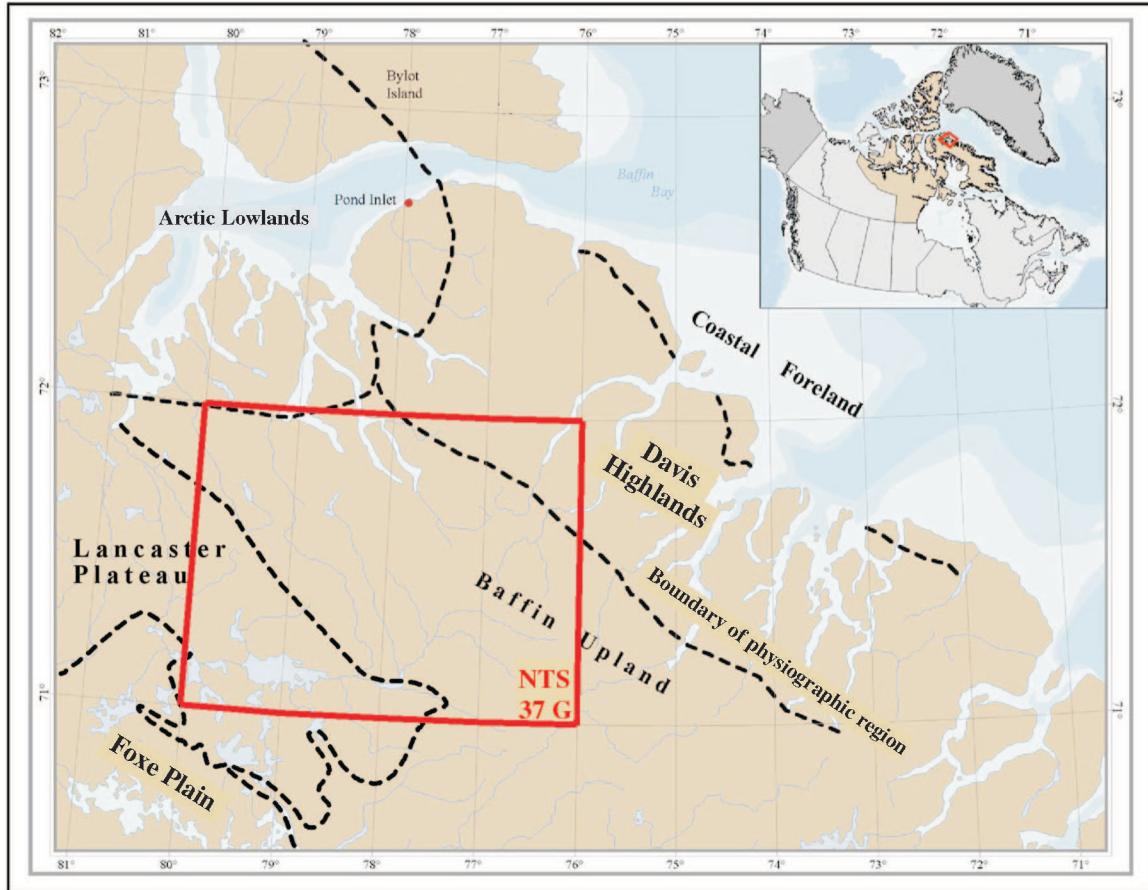 82°
81°
80°
79°
78°
77°
76°
75°
74°
73°
72°
71°
73°
73°
Bylot
Island
Baffin
Bay
Pond Inlet
Arctic Lowlands
Coastal Foreland
72°
72°
Davis
Highlands
Lancaster
Plateau
Baffin Upland
Boundary of physiographic region
NTS
37 G
71°
71°
Foxe Plain
81°
80°
79°
78°
77°
76°
75°
74°
73°
72°
71°